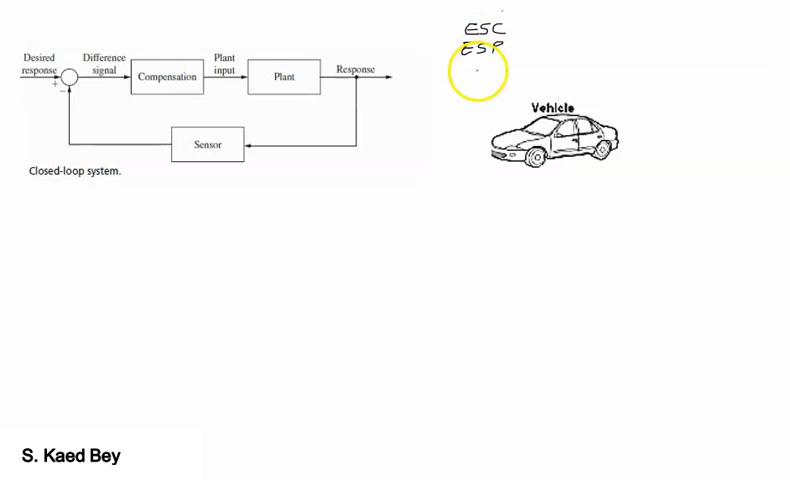 Desired response
Difference signal
Compensation
Plant input
Plant
Response
+
−
Sensor
Closed-loop system.
ESC
ESP
Vehicle
S. Kaed Bey